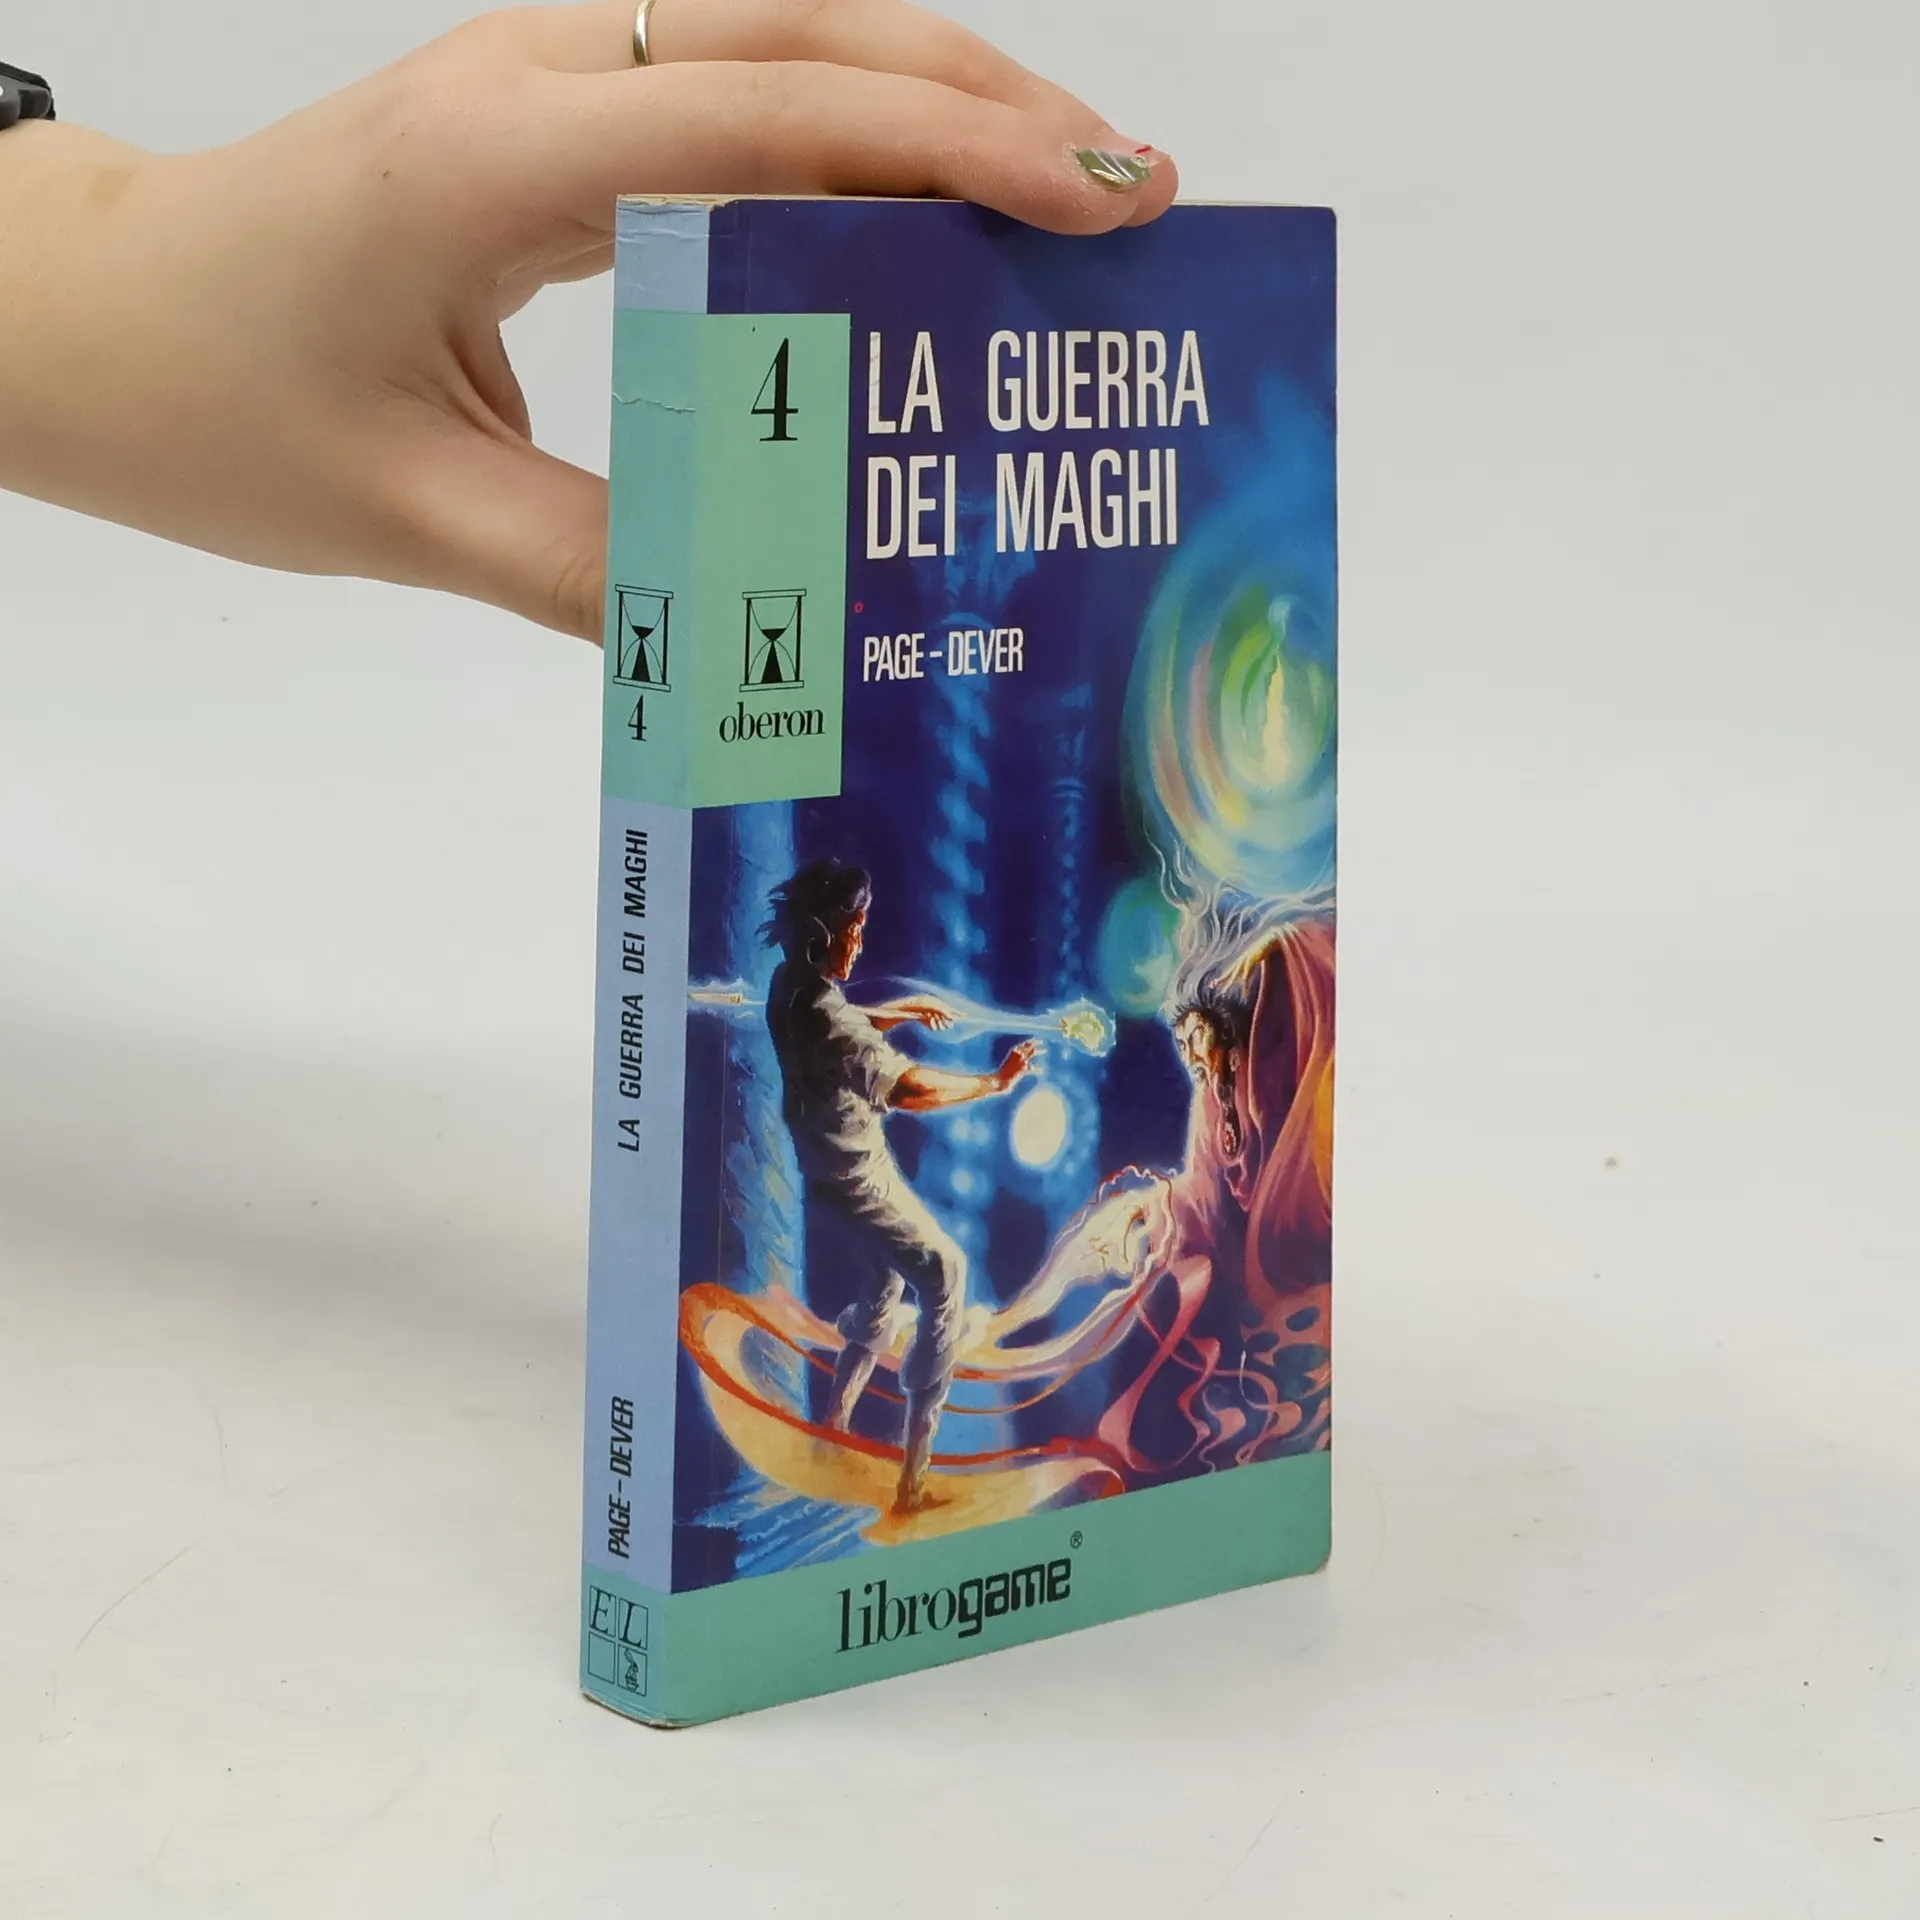 4
LA GUERRA
DEI MAGHI
PAGE-DEVER
oberon
librogame®
4
LA GUERRA DEI MAGHI
PAGE-DEVER
EL